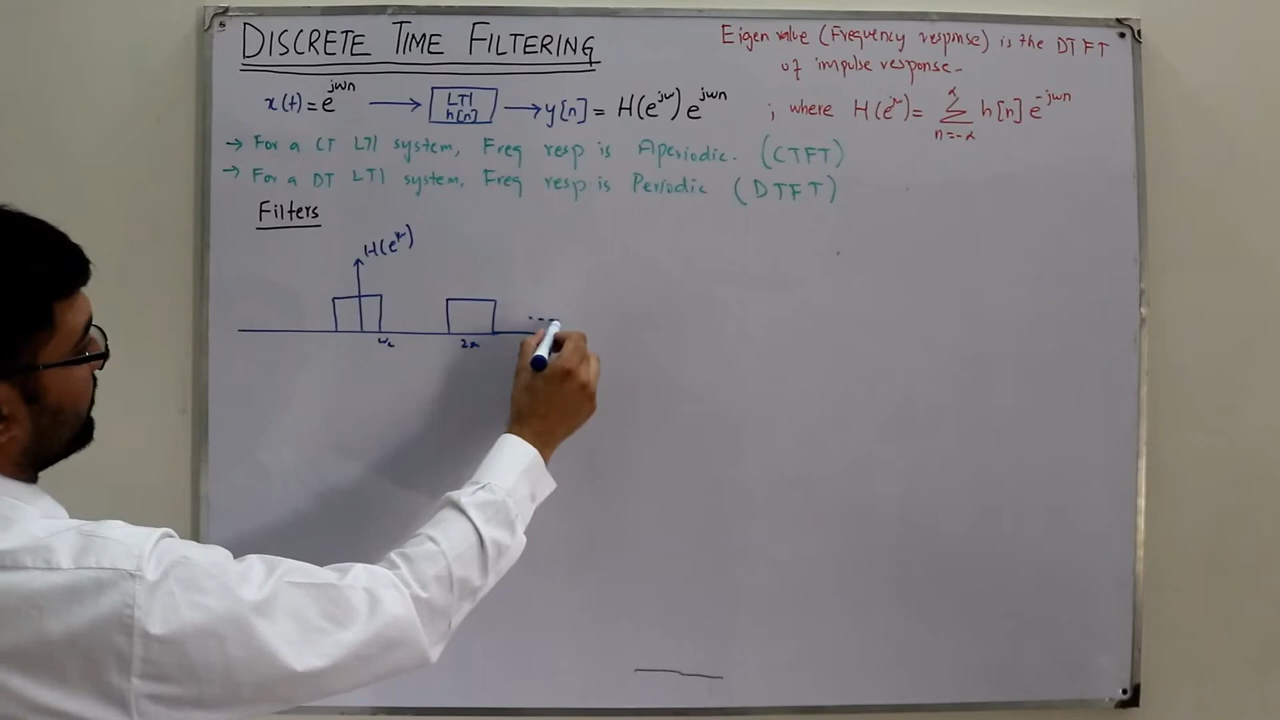 DISCRETE TIME FILTERING
Eigen value (Frequency response) is the DTFT
of impulse response.
x(t) = e^jwn → LTI h[n] → y[n] = H(e^jw) e^jwn ; where H(e^jw) = ∑ n=-∝ ∝ h[n] e^-jwn
→ For a CT LTI system, Freq resp is Aperiodic. (CTFT)
→ For a DT LTI system, Freq resp is Periodic (DTFT)
Filters
H(e^jw)
wc 2π